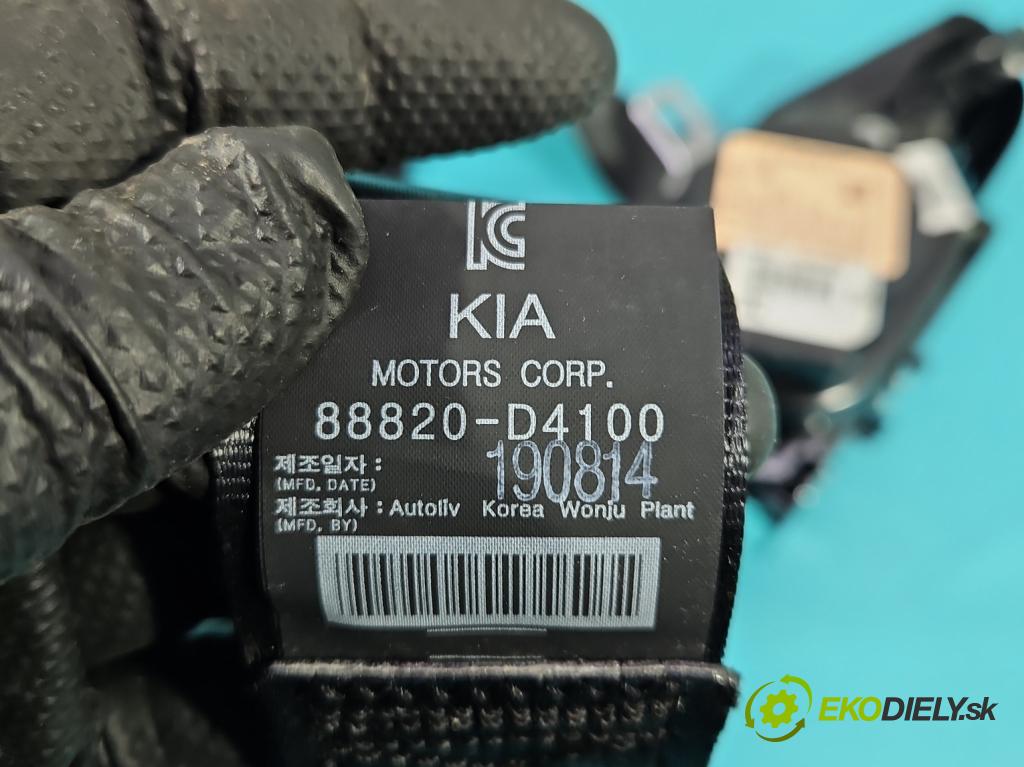 KC
KIA
MOTORS CORP.
88820-D4100
제조일자 : 190814
(MFD, DATE)
제조회사 : Autoliv Korea Wonju Plant
(MFD, BY)
EKODIELY.sk